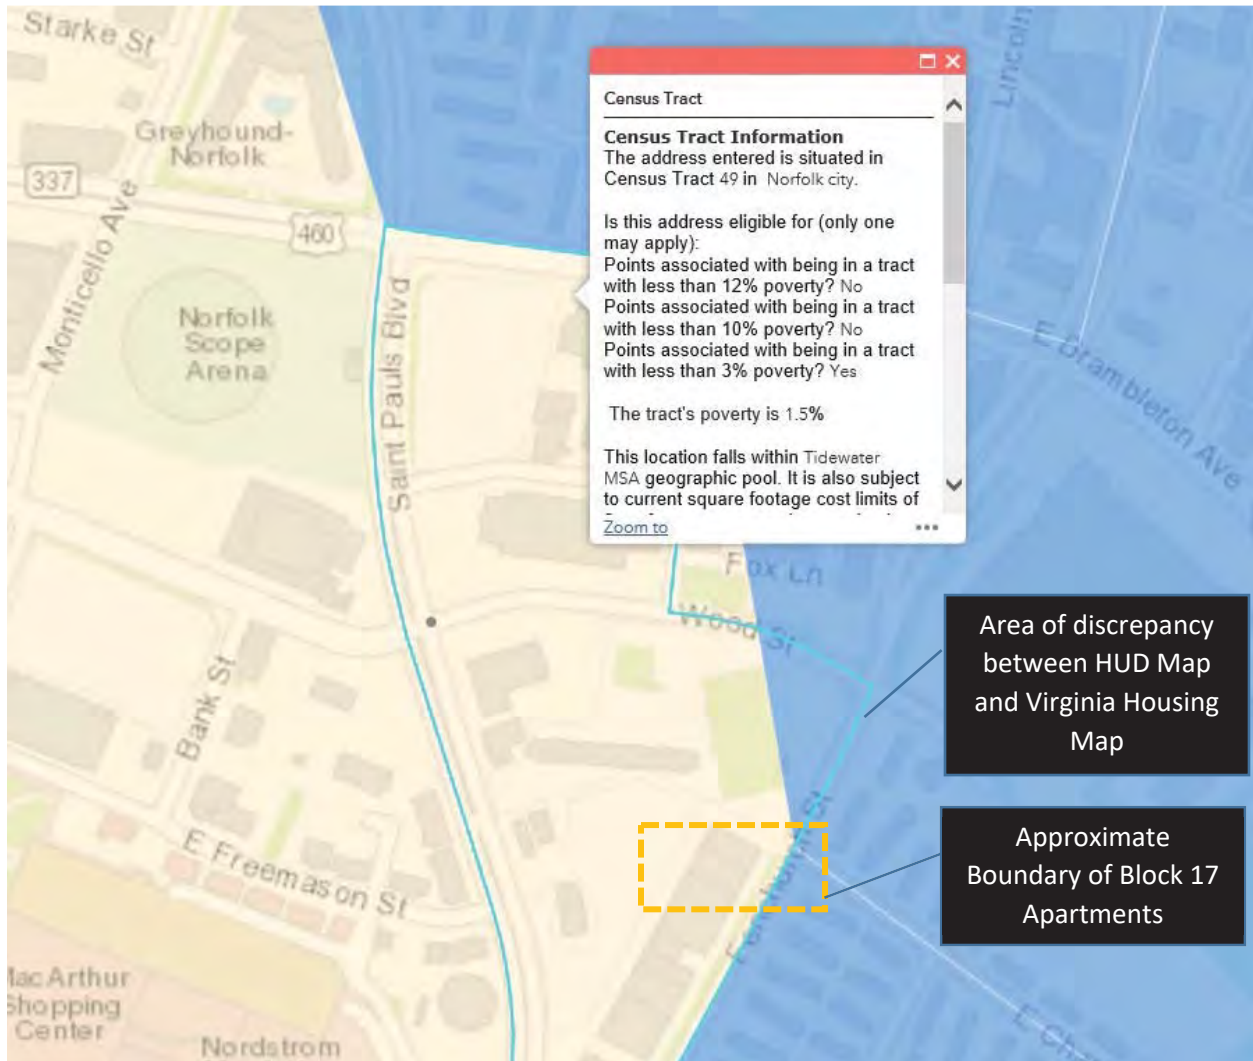 Starke St
Greyhound-
Norfolk
337
460
Monticello Ave
Norfolk
Scope
Arena
Saint Pauls Blvd
Lincoln
Census Tract
Census Tract Information
The address entered is situated in
Census Tract 49 in Norfolk city.
Is this address eligible for (only one
may apply):
Points associated with being in a tract
with less than 12% poverty? No
Points associated with being in a tract
with less than 10% poverty? No
Points associated with being in a tract
with less than 3% poverty? Yes
The tract's poverty is 1.5%
This location falls within Tidewater
MSA geographic pool. It is also subject
to current square footage cost limits of
Zoom to
E Brambleton Ave
Fox Ln
Wood St
Bank St
E Freemason St
Area of discrepancy
between HUD Map
and Virginia Housing
Map
Approximate
Boundary of Block 17
Apartments
MacArthur
Shopping
Center
Nordstrom
E Ch